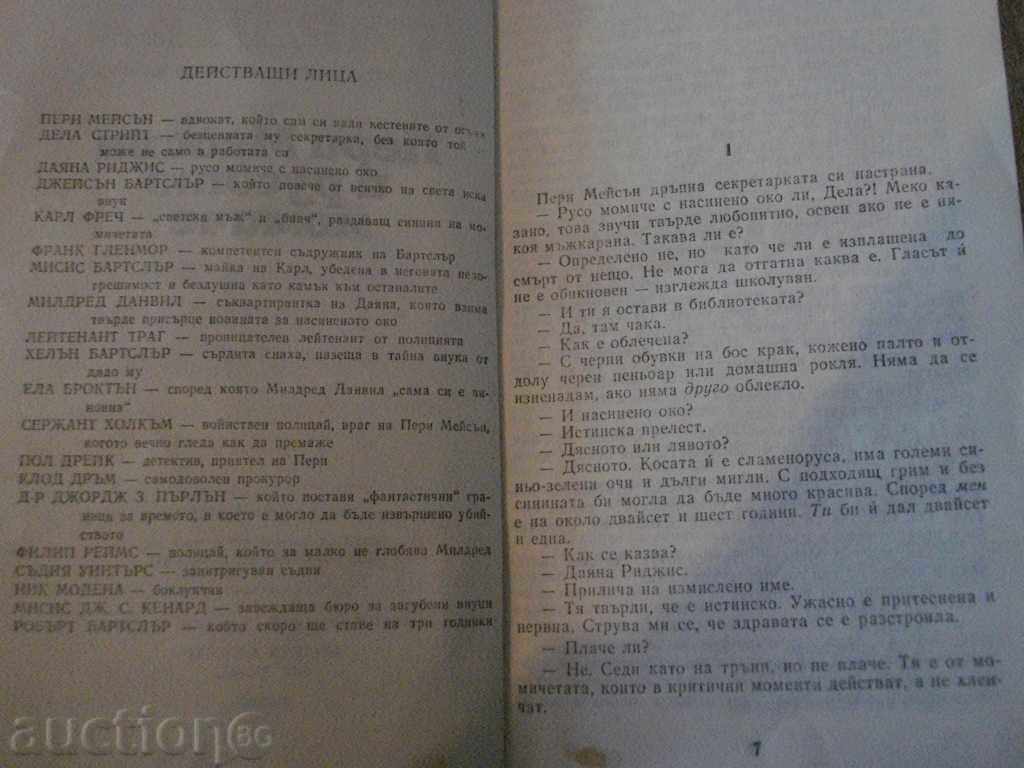 ДЕЙСТВАЩИ ЛИЦА
ПЕРИ МЕЙСЪН — адвокат, който сам си вади кестените от огъня
ДЕЛА СТРИЙТ — безценната му секретарка, без която той не
може не само в работата си
ДАЯНА РИДЖИС — русо момиче с насинено око
ДЖЕЙСЪН БАРТСЛЪР — който повече от всичко на света иска
внук
КАРЛ ФРЕЧ — „светски мъж“ и раздаващ синини на мо-
мичетата
ФРАНК ГЛЕНМОР — компетентен съдружник на Бартслър
МИСИС БАРТСЛЪР — майка на Карл, убедена в неговата непо-
грешимост и бездушна като камък към останалите
МИЛДРЕД ДАНВИЛ — съквартирантка на Даяна, която взима
твърде присърце новината за насиненото око
ЛЕЙТЕНАНТ ТРАГ — проницателен лейтенант от полицията
ХЕЛЪН БАРТСЛЪР — сърдита снаха, пазеща в тайна внука от
дядо му
ЕЛА БРОКТЪН — според която Милдред Данвил „сама си е ви-
новна“
СЕРЖАНТ ХОЛКЪМ — войнствен полицай, враг на Пери Мейсън,
когото вечно гледа как да премаже
ПОЛ ДРЕЙК — детектив, приятел на Пери
КЛОД ДРЪМ — самодоволен прокурор
Д-Р ДЖОРДЖ З. ПЪРЛЪН — който поставя „фантастични“ гра-
ници за времето, в което е могло да бъде извършено убий-
ството
ФИЛИП РЕЙМС — полицай, който за малко не глобява Милдред
СЪДИЯ УИНТЪРС — заинтригуван съдия
НИК МОДЕНА — боклукчия
МИСИС ДЖ. С. КЕНАРД — завеждаща бюро за загубени внуци
РОБЪРТ БАРТСЛЪР — който скоро ще стане на три годинки
1
Пери Мейсън дръпна секретарката си настрана.
— Русо момиче с насинено око ли, Дела?! Меко ка-
зано, това звучи твърде любопитно, освен ако не е ня-
коя мъжкарана. Такава ли е?
— Определено не, но като че ли е изплашена до
смърт от нещо. Не мога да отгатна каква е. Гласът ѝ
не е обикновен — изглежда школуван.
— И ти я остави в библиотеката?
— Да, там чака.
— Как е облечена?
— С черни обувки на бос крак, кожено палто и от-
долу черен пеньоар или домашна рокля. Няма да се
изненадам, ако няма друго облекло.
— И насинено око?
— Истинска прелест.
— Дясното или лявото?
— Дясното. Косата ѝ е сламеноруса, има големи си-
ньо-зелени очи и дълги мигли. С подходящ грим и без
синината би могла да бъде много красива. Според мен
е на около двайсет и шест години. Ти би ѝ дал двайсет
и една.
— Как се казва?
— Даяна Риджис.
— Прилича на измислено име.
— Тя твърди, че е истинско. Ужасно е притеснена и
нервна. Струва ми се, че здравата се е разстроила.
— Плаче ли?
— Не. Седи като на тръни, но не плаче. Тя е от мо-
мичетата, които в критични моменти действат, а не хлен-
чат.
7
auction BG